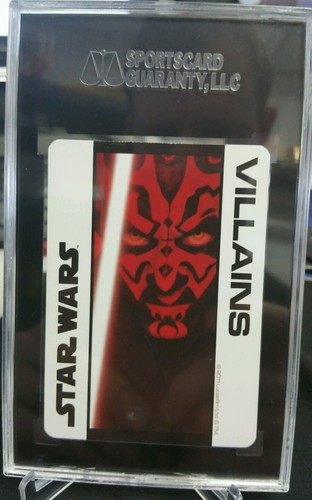 SPORTSCARD
GUARANTY, LLC
VILLAINS
STAR WARS